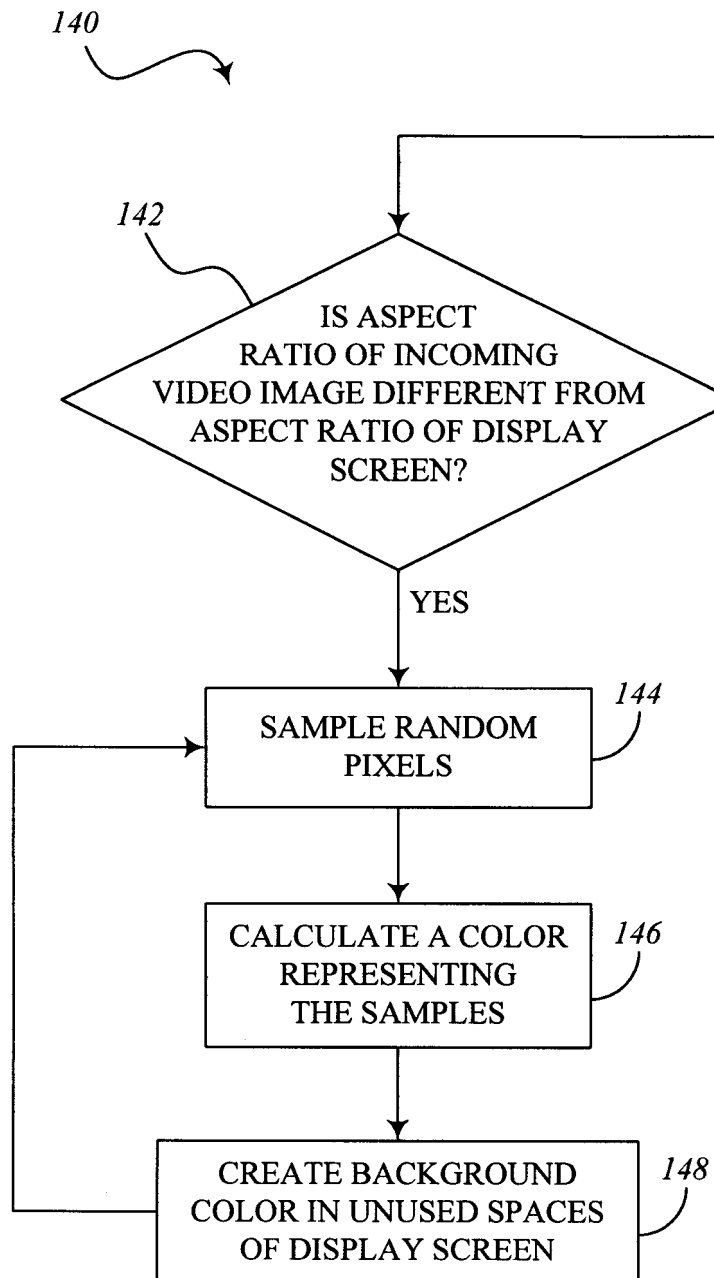 140
142
IS ASPECT
RATIO OF INCOMING
VIDEO IMAGE DIFFERENT FROM
ASPECT RATIO OF DISPLAY
SCREEN?
YES
144
SAMPLE RANDOM
PIXELS
146
CALCULATE A COLOR
REPRESENTING
THE SAMPLES
148
CREATE BACKGROUND
COLOR IN UNUSED SPACES
OF DISPLAY SCREEN